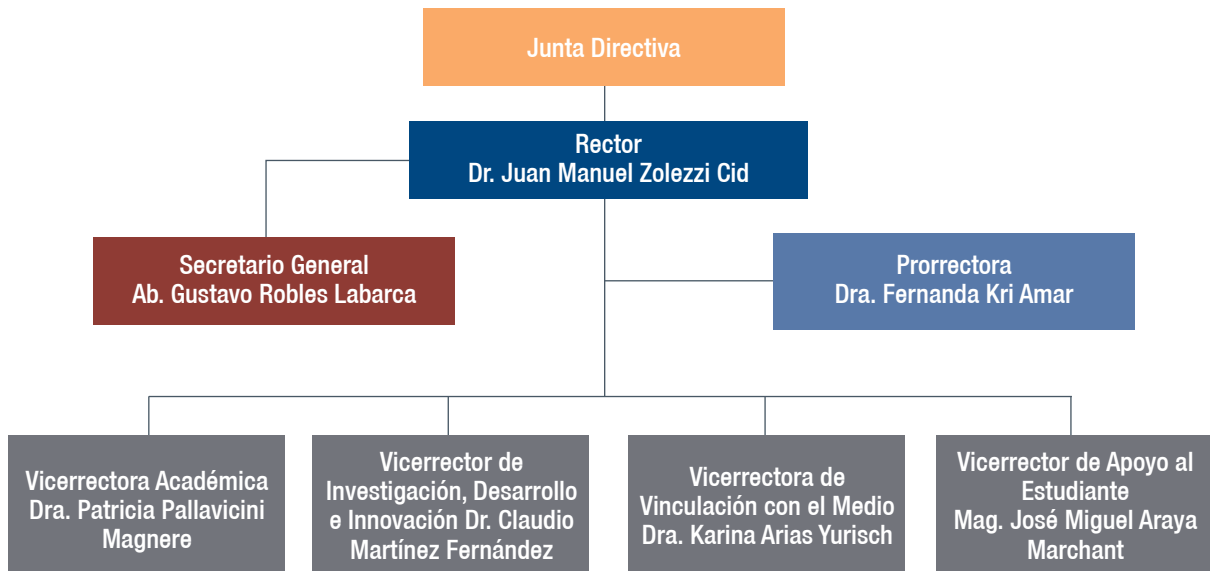 Junta Directiva
Rector
Dr. Juan Manuel Zolezzi Cid
Secretario General
Ab. Gustavo Robles Labarca
Prorrectora
Dra. Fernanda Kri Amar
Vicerrectora Académica
Dra. Patricia Pallavicini
Magnere
Vicerrector de
Investigación, Desarrollo
e Innovación Dr. Claudio
Martínez Fernández
Vicerrectora de
Vinculación con el Medio
Dra. Karina Arias Yurisch
Vicerrector de Apoyo al
Estudiante
Mag. José Miguel Araya
Marchant